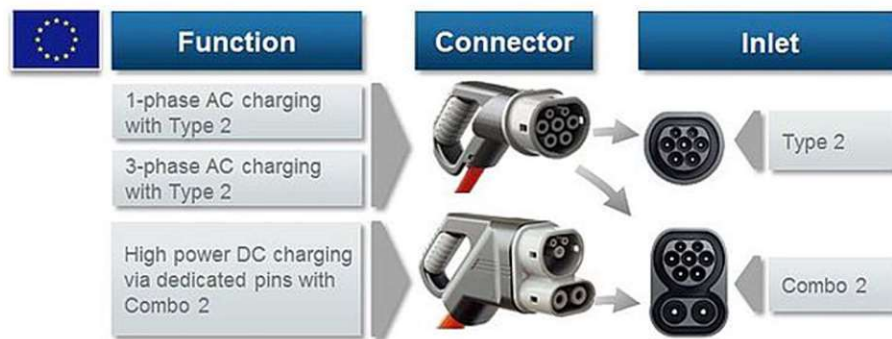 Function
Connector
Inlet
1-phase AC charging
with Type 2
3-phase AC charging
with Type 2
High power DC charging
via dedicated pins with
Combo 2
Type 2
Combo 2